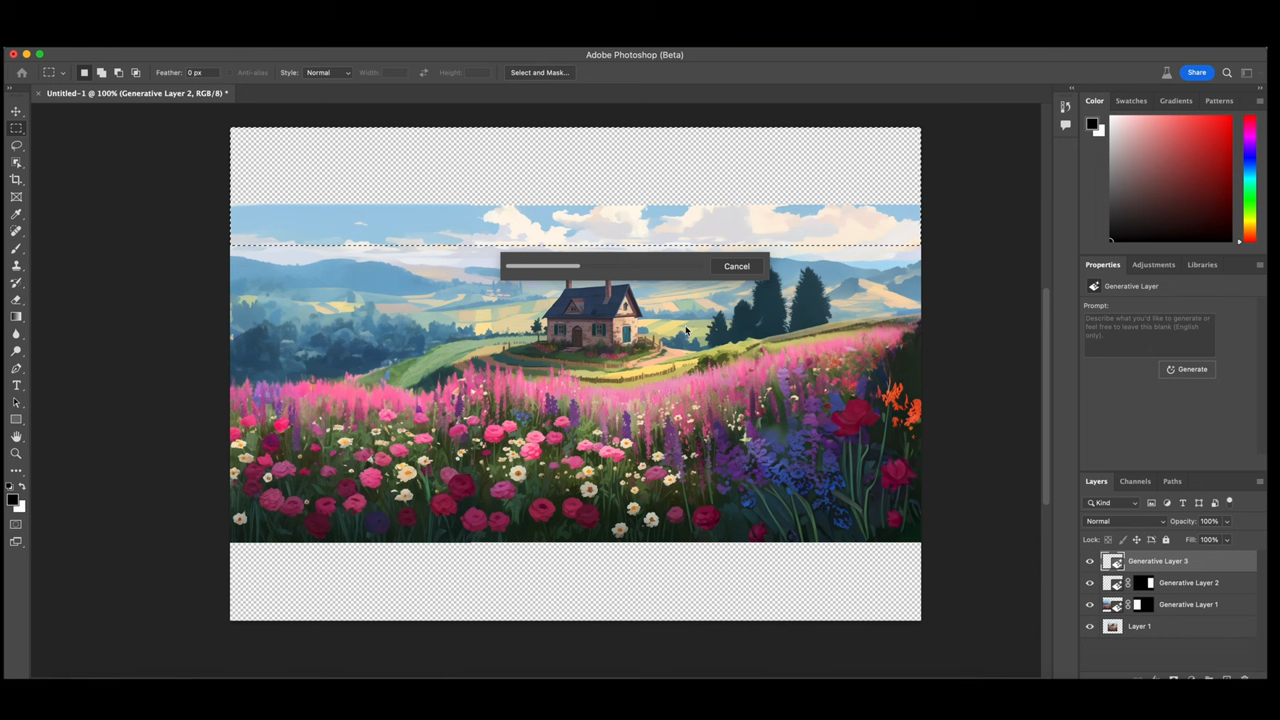 Adobe Photoshop (Beta)
Feather: 0 px Anti-alias Style: Normal Width: Height: Select and Mask... Share
× Untitled-1 @ 100% (Generative Layer 2, RGB/8) *
Color Swatches Gradients Patterns
Cancel
Properties Adjustments Libraries
Generative Layer
Prompt:
Describe what you'd like to generate or
feel free to leave this blank (English
only).
Generate
Layers Channels Paths
Kind
Normal Opacity: 100%
Lock: Fill: 100%
Generative Layer 3
Generative Layer 2
Generative Layer 1
Layer 1